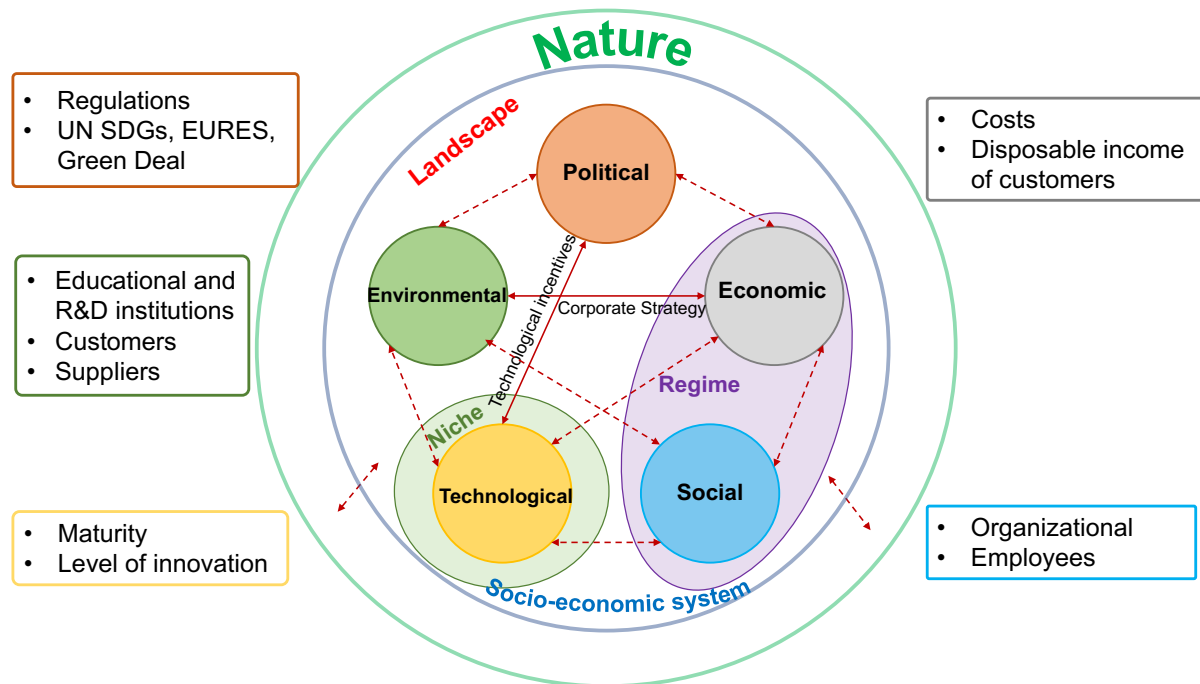 Nature
Landscape
• Regulations
• UN SDGs, EURES,
Green Deal
Political
• Costs
• Disposable income
of customers
• Educational and
R&D institutions
• Customers
• Suppliers
Environmental
Technological incentives
Corporate Strategy
Economic
Regime
Niche
Technological
Social
• Maturity
• Level of innovation
• Organizational
• Employees
Socio-economic system